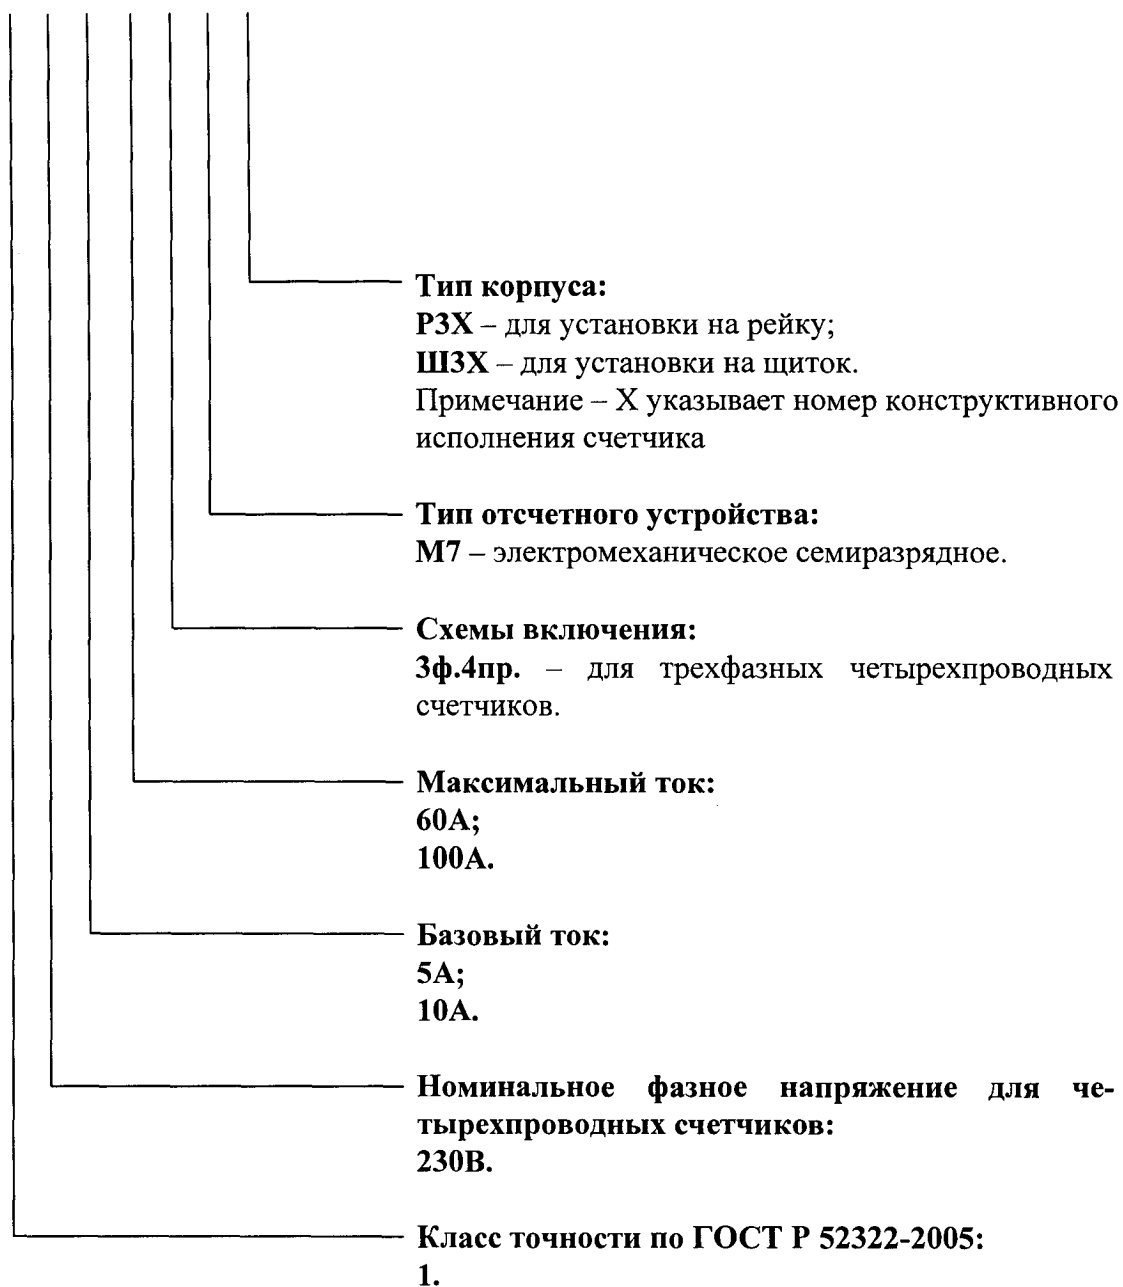 Тип корпуса:
Р3Х – для установки на рейку;
Ш3Х – для установки на щиток.
Примечание – Х указывает номер конструктивного
исполнения счетчика
Тип отсчетного устройства:
М7 – электромеханическое семиразрядное.
Схемы включения:
3ф.4пр. – для трехфазных четырехпроводных
счетчиков.
Максимальный ток:
60А;
100А.
Базовый ток:
5А;
10А.
Номинальное фазное напряжение для че-
тырехпроводных счетчиков:
230В.
Класс точности по ГОСТ Р 52322-2005:
1.